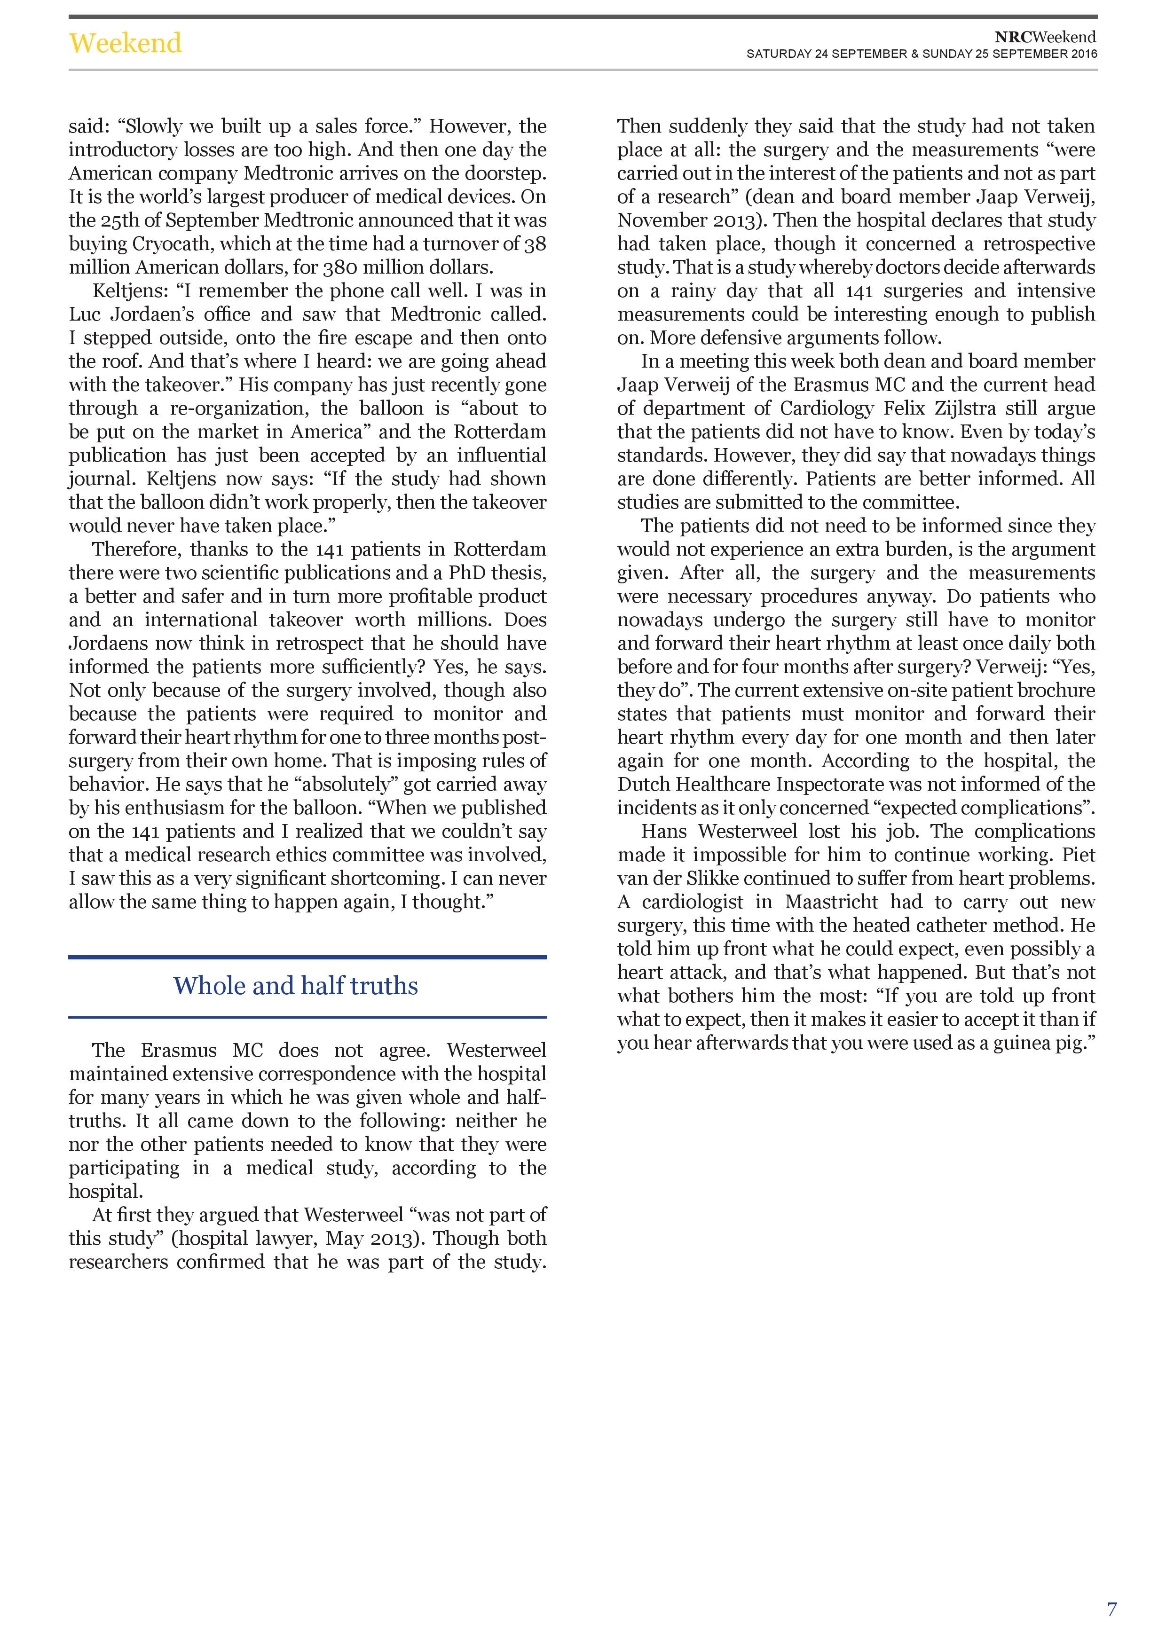 Weekend
NRCWeekend
SATURDAY 24 SEPTEMBER & SUNDAY 25 SEPTEMBER 2016
said: “Slowly we built up a sales force.” However, the
introductory losses are too high. And then one day the
American company Medtronic arrives on the doorstep.
It is the world’s largest producer of medical devices. On
the 25th of September Medtronic announced that it was
buying Cryocath, which at the time had a turnover of 38
million American dollars, for 380 million dollars.
Keltjens: “I remember the phone call well. I was in
Luc Jordaen’s office and saw that Medtronic called.
I stepped outside, onto the fire escape and then onto
the roof. And that’s where I heard: we are going ahead
with the takeover.” His company has just recently gone
through a re-organization, the balloon is “about to
be put on the market in America” and the Rotterdam
publication has just been accepted by an influential
journal. Keltjens now says: “If the study had shown
that the balloon didn’t work properly, then the takeover
would never have taken place.”
Therefore, thanks to the 141 patients in Rotterdam
there were two scientific publications and a PhD thesis,
a better and safer and in turn more profitable product
and an international takeover worth millions. Does
Jordaens now think in retrospect that he should have
informed the patients more sufficiently? Yes, he says.
Not only because of the surgery involved, though also
because the patients were required to monitor and
forward their heart rhythm for one to three months post-
surgery from their own home. That is imposing rules of
behavior. He says that he “absolutely” got carried away
by his enthusiasm for the balloon. “When we published
on the 141 patients and I realized that we couldn’t say
that a medical research ethics committee was involved,
I saw this as a very significant shortcoming. I can never
allow the same thing to happen again, I thought.”
Whole and half truths
The Erasmus MC does not agree. Westerweel
maintained extensive correspondence with the hospital
for many years in which he was given whole and half-
truths. It all came down to the following: neither he
nor the other patients needed to know that they were
participating in a medical study, according to the
hospital.
At first they argued that Westerweel “was not part of
this study” (hospital lawyer, May 2013). Though both
researchers confirmed that he was part of the study.
Then suddenly they said that the study had not taken
place at all: the surgery and the measurements “were
carried out in the interest of the patients and not as part
of a research” (dean and board member Jaap Verweij,
November 2013). Then the hospital declares that study
had taken place, though it concerned a retrospective
study. That is a study whereby doctors decide afterwards
on a rainy day that all 141 surgeries and intensive
measurements could be interesting enough to publish
on. More defensive arguments follow.
In a meeting this week both dean and board member
Jaap Verweij of the Erasmus MC and the current head
of department of Cardiology Felix Zijlstra still argue
that the patients did not have to know. Even by today’s
standards. However, they did say that nowadays things
are done differently. Patients are better informed. All
studies are submitted to the committee.
The patients did not need to be informed since they
would not experience an extra burden, is the argument
given. After all, the surgery and the measurements
were necessary procedures anyway. Do patients who
nowadays undergo the surgery still have to monitor
and forward their heart rhythm at least once daily both
before and for four months after surgery? Verweij: “Yes,
they do”. The current extensive on-site patient brochure
states that patients must monitor and forward their
heart rhythm every day for one month and then later
again for one month. According to the hospital, the
Dutch Healthcare Inspectorate was not informed of the
incidents as it only concerned “expected complications”.
Hans Westerweel lost his job. The complications
made it impossible for him to continue working. Piet
van der Slikke continued to suffer from heart problems.
A cardiologist in Maastricht had to carry out new
surgery, this time with the heated catheter method. He
told him up front what he could expect, even possibly a
heart attack, and that’s what happened. But that’s not
what bothers him the most: “If you are told up front
what to expect, then it makes it easier to accept it than if
you hear afterwards that you were used as a guinea pig.”
7